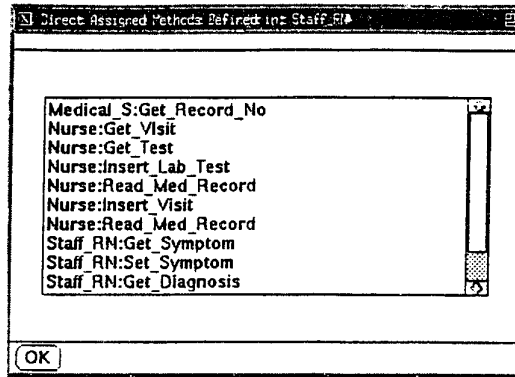 Direct Assigned Methods Defined in: Staff_RN
Medical_S:Get_Record_No
Nurse:Get_Visit
Nurse:Get_Test
Nurse:Insert_Lab_Test
Nurse:Read_Med_Record
Nurse:Insert_Visit
Nurse:Read_Med_Record
Staff_RN:Get_Symptom
Staff_RN:Set_Symptom
Staff_RN:Get_Diagnosis
OK